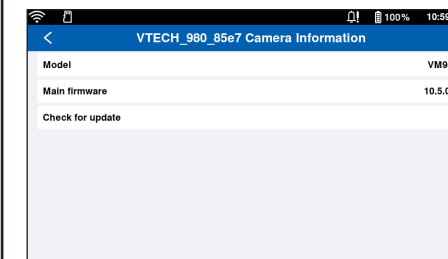 100% 10:59
VTECH_980_85e7 Camera Information
Model VM9
Main firmware 10.5.0
Check for update